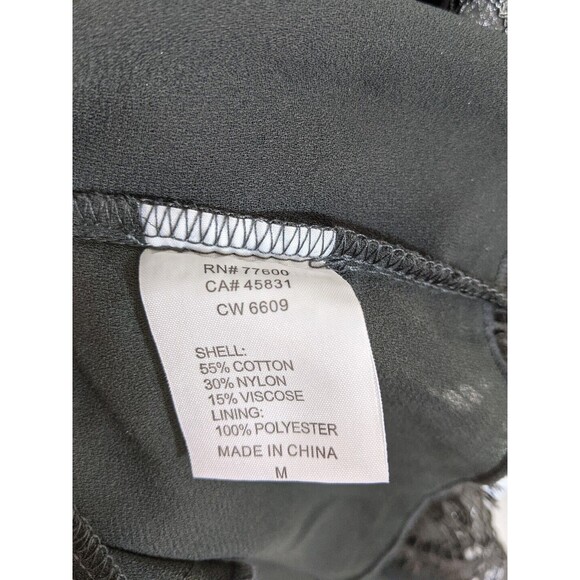 RN# 77600
CA# 45831
CW 6609
SHELL:
55% COTTON
30% NYLON
15% VISCOSE
LINING:
100% POLYESTER
MADE IN CHINA
M